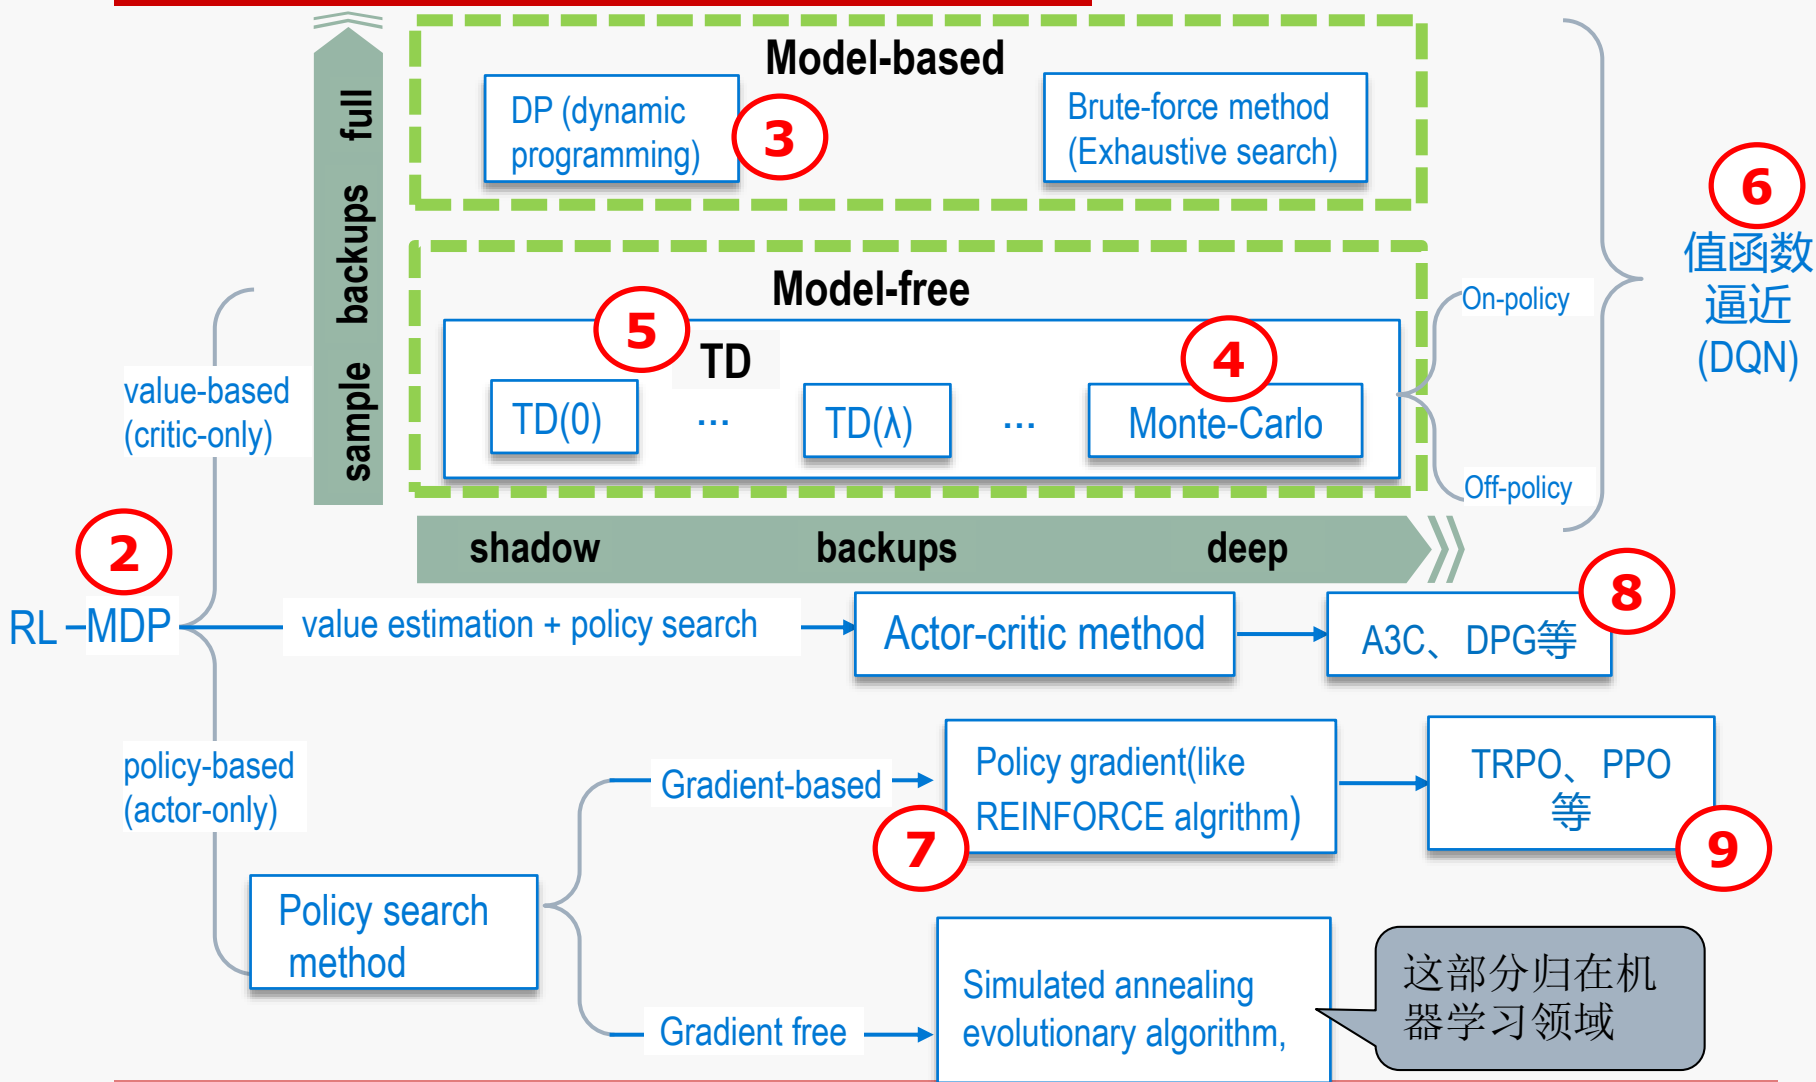 Model-based
full
backups
sample
DP (dynamic
programming)
3
Brute-force method
(Exhaustive search)
6
值函数
逼近
(DQN)
Model-free
5
TD
4
TD(0)
...
TD(λ)
...
Monte-Carlo
On-policy
Off-policy
value-based
(critic-only)
shadow
backups
deep
2
RL
MDP
value estimation + policy search
Actor-critic method
8
A3C、DPG等
policy-based
(actor-only)
Gradient-based
Policy gradient(like
REINFORCE algrithm)
7
TRPO、PPO
等
9
Policy search
method
Gradient free
Simulated annealing
evolutionary algorithm,
这部分归在机
器学习领域